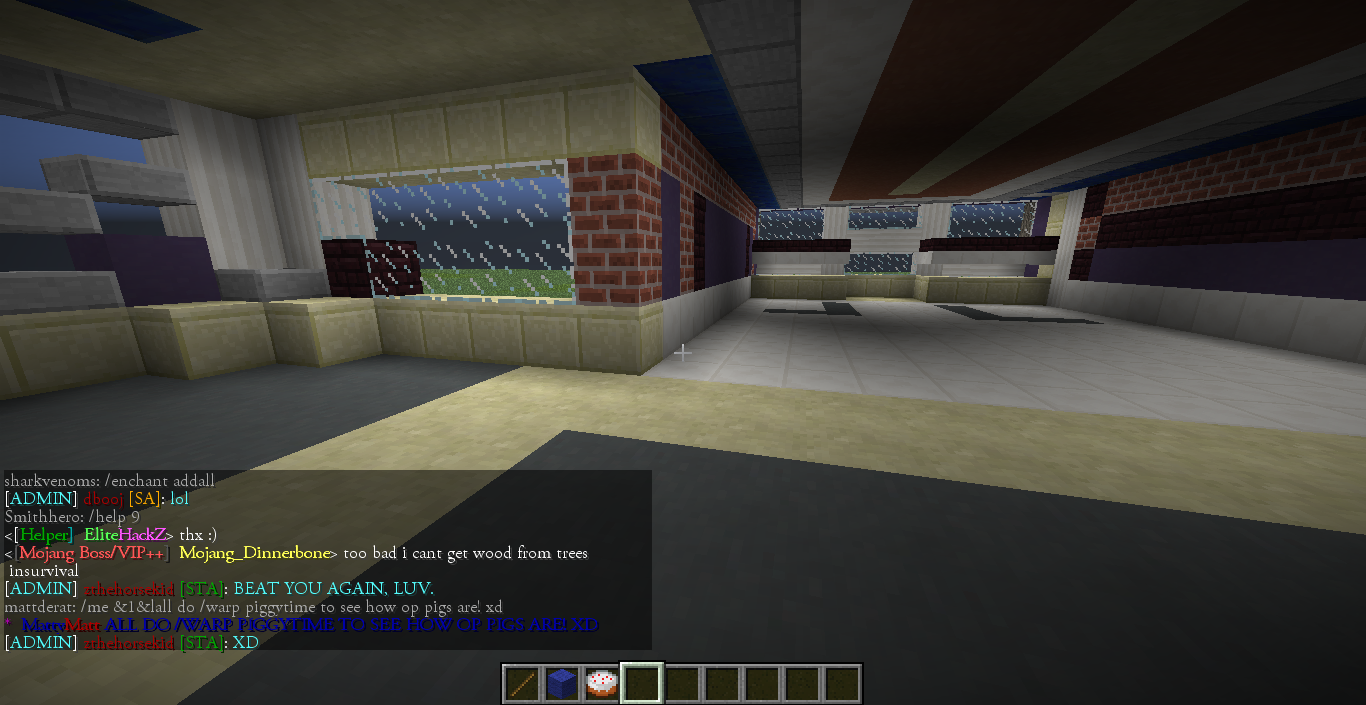 sharkvenoms: /enchant addall
[ADMIN] dbooj [SA]: lol
Smithhero: /help 9
<[Helper] EliteHackZ> thx :)
<[Mojang Boss/VIP++] Mojang_Dinnerbone> too bad i cant get wood from trees
insurvival
[ADMIN] zthehorsekid [STA]: BEAT YOU AGAIN, LUV.
mattderat: /me &1&lall do /warp piggytime to see how op pigs are! xd
* MattyMatt ALL DO /WARP PIGGYTIME TO SEE HOW OP PIGS ARE! XD
[ADMIN] zthehorsekid [STA]: XD